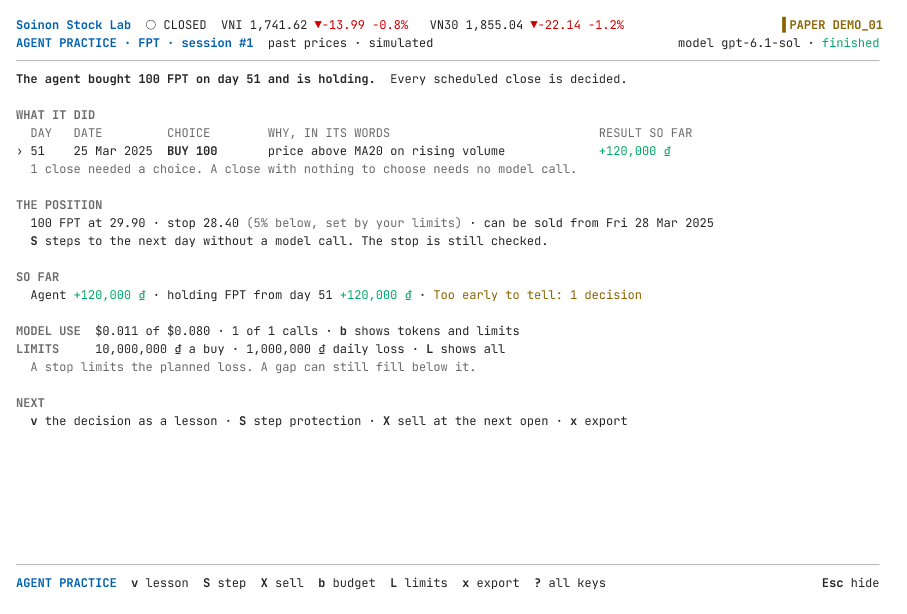 Soinon Stock Lab ○ CLOSED VNI 1,741.62 ▼-13.99 -0.8% VN30 1,855.04 ▼-22.14 -1.2% PAPER DEMO_01
AGENT PRACTICE · FPT · session #1 past prices · simulated model gpt-6.1-sol · finished
The agent bought 100 FPT on day 51 and is holding. Every scheduled close is decided.
WHAT IT DID
DAY DATE CHOICE WHY, IN ITS WORDS RESULT SO FAR
› 51 25 Mar 2025 BUY 100 price above MA20 on rising volume +120,000 ₫
1 close needed a choice. A close with nothing to choose needs no model call.
THE POSITION
100 FPT at 29.90 · stop 28.40 (5% below, set by your limits) · can be sold from Fri 28 Mar 2025
S steps to the next day without a model call. The stop is still checked.
SO FAR
Agent +120,000 ₫ · holding FPT from day 51 +120,000 ₫ · Too early to tell: 1 decision
MODEL USE $0.011 of $0.080 · 1 of 1 calls · b shows tokens and limits
LIMITS 10,000,000 ₫ a buy · 1,000,000 ₫ daily loss · L shows all
A stop limits the planned loss. A gap can still fill below it.
NEXT
v the decision as a lesson · S step protection · X sell at the next open · x export
AGENT PRACTICE v lesson S step X sell b budget L limits x export ? all keys Esc hide